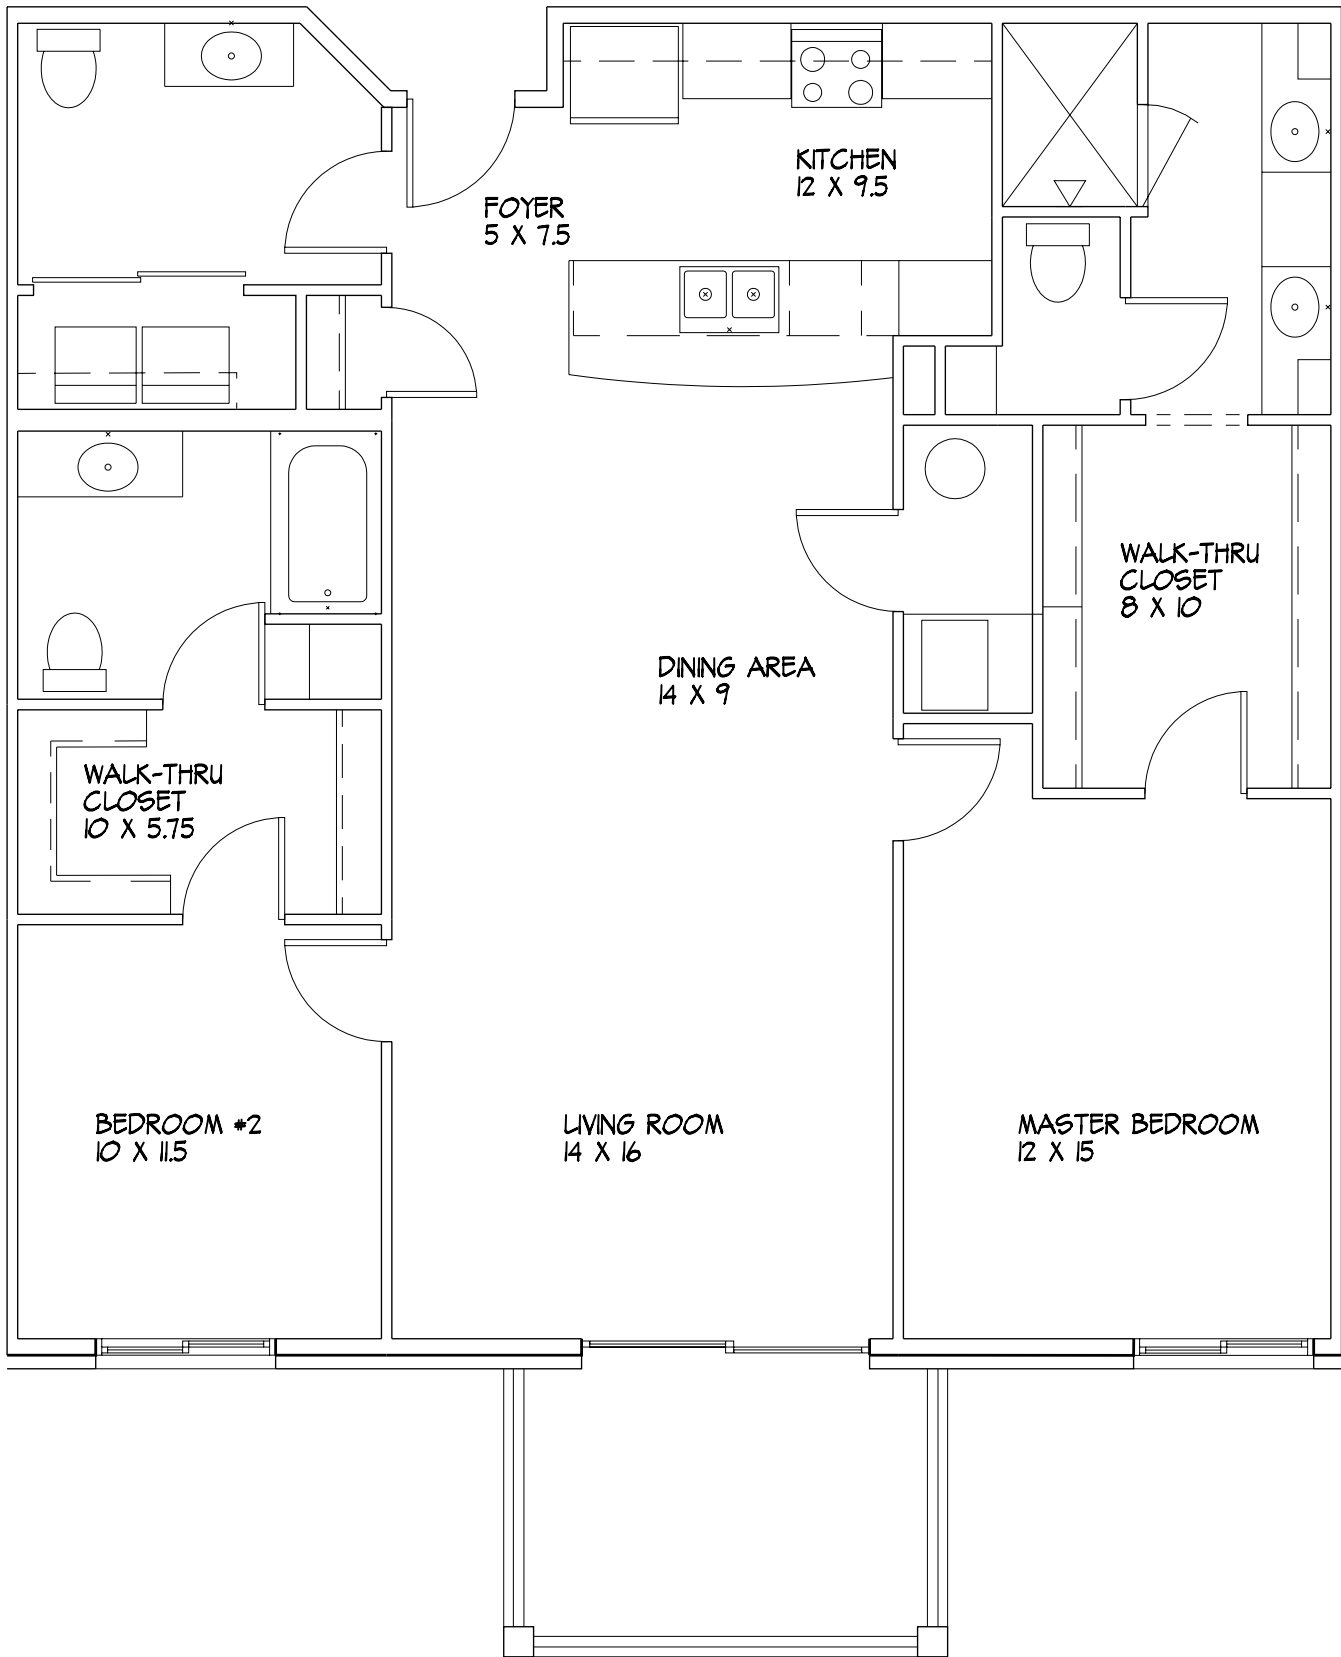 KITCHEN
12 X 9.5
FOYER
5 X 7.5
WALK-THRU
CLOSET
8 X 10
DINING AREA
14 X 9
WALK-THRU
CLOSET
10 X 5.75
BEDROOM #2
10 X 11.5
LIVING ROOM
14 X 16
MASTER BEDROOM
12 X 15